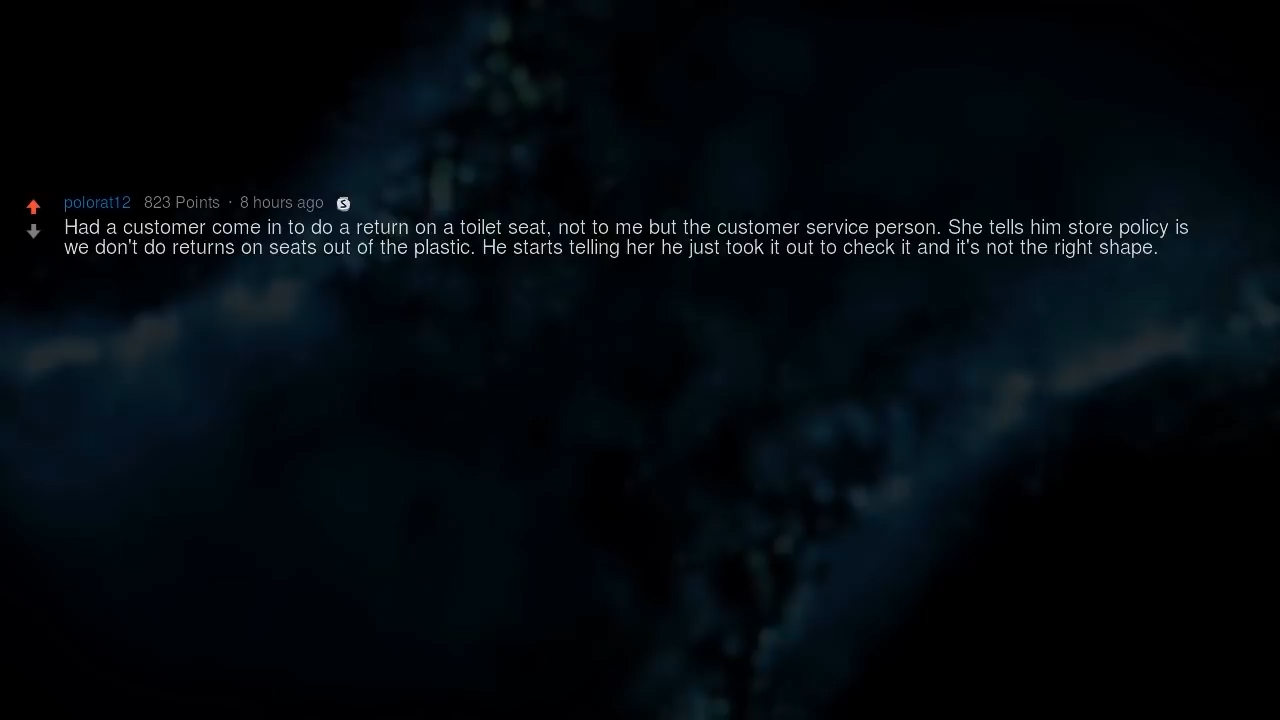 polorat12 823 Points · 8 hours ago S
Had a customer come in to do a return on a toilet seat, not to me but the customer service person. She tells him store policy is
we don't do returns on seats out of the plastic. He starts telling her he just took it out to check it and it's not the right shape.